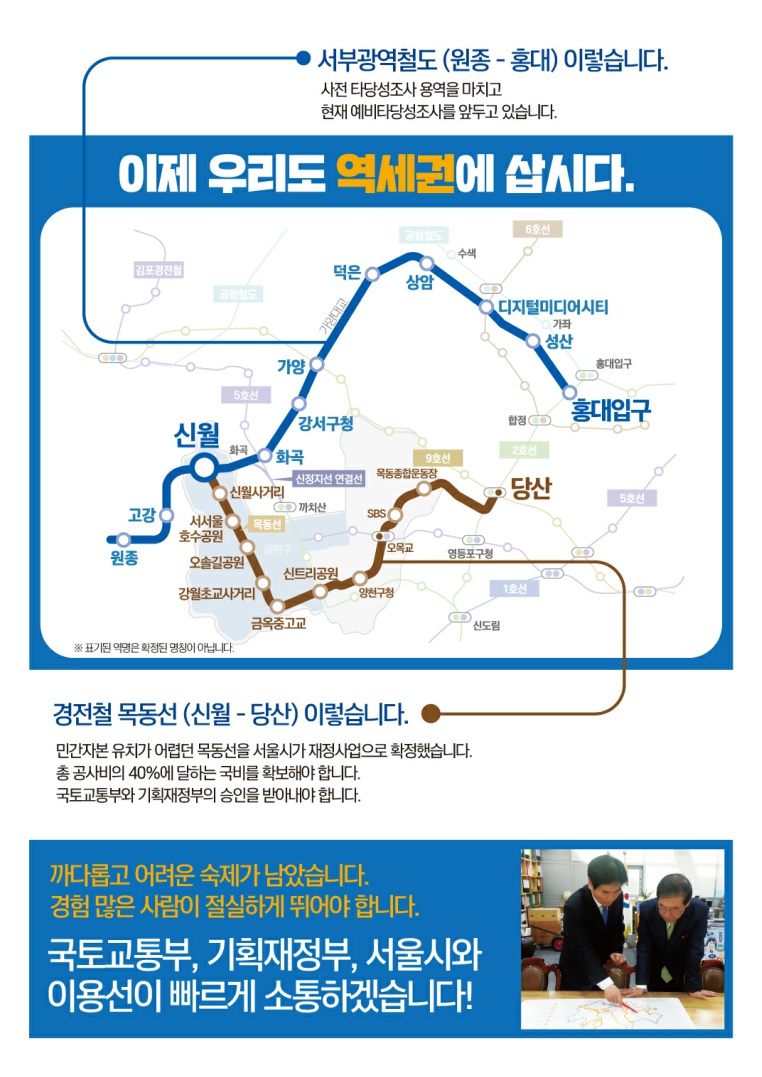 서부광역철도 (원종 - 홍대) 이렇습니다.
사전 타당성조사 용역을 마치고
현재 예비타당성조사를 앞두고 있습니다.
이제 우리도 역세권에 삽시다.
김포경전철
공항철도
공항철도
수색
6호선
덕은
상암
디지털미디어시티
가좌
성산
가양대교
홍대입구
홍대입구
가양
5호선
강서구청
합정
신월
화곡
화곡
9호선
2호선
신정지선 연결선
목동종합운동장
당산
신월사거리
까치산
5호선
고강
서서울
호수공원
목동선
SBS
원종
양천구
오목교
영등포구청
오솔길공원
신트리공원
강월초교사거리
양천구청
1호선
금옥중고교
신도림
※ 표기된 역명은 확정된 명칭이 아닙니다.
경전철 목동선 (신월 - 당산) 이렇습니다.
민간자본 유치가 어렵던 목동선을 서울시가 재정사업으로 확정했습니다.
총 공사비의 40%에 달하는 국비를 확보해야 합니다.
국토교통부와 기획재정부의 승인을 받아내야 합니다.
까다롭고 어려운 숙제가 남았습니다.
경험 많은 사람이 절실하게 뛰어야 합니다.
국토교통부, 기획재정부, 서울시와
이용선이 빠르게 소통하겠습니다!